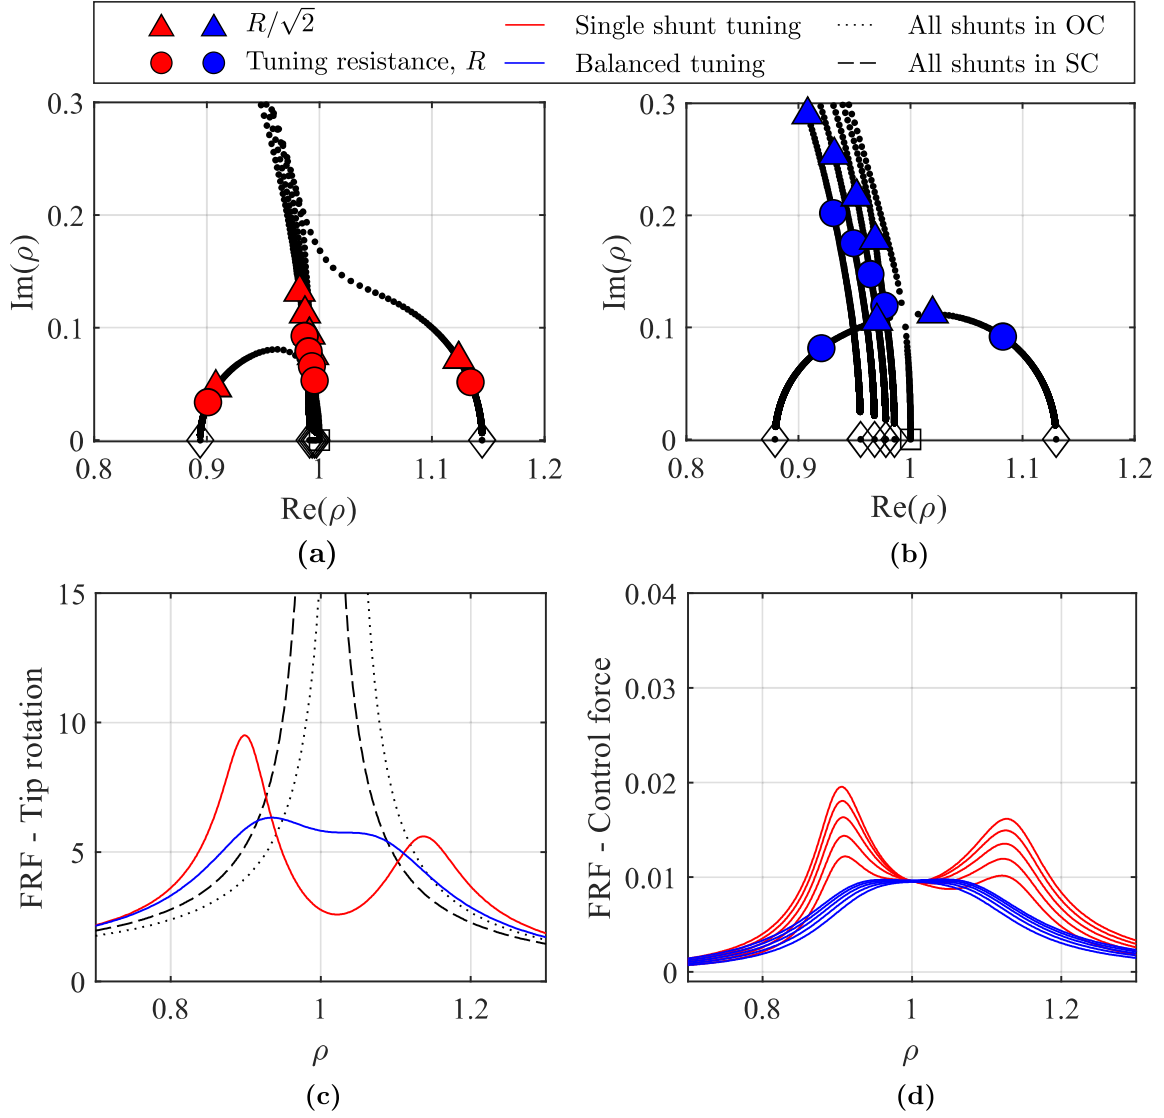 R/√2 Single shunt tuning All shunts in OC
Tuning resistance, R Balanced tuning All shunts in SC
0.3
0.2
0.1
0
0.8 0.9 1 1.1 1.2
Im(ρ)
Re(ρ)
(a)
0.3
0.2
0.1
0
0.8 0.9 1 1.1 1.2
Im(ρ)
Re(ρ)
(b)
15
10
5
0
0.8 1 1.2
FRF - Tip rotation
ρ
(c)
0.04
0.03
0.02
0.01
0
0.8 1 1.2
FRF - Control force
ρ
(d)